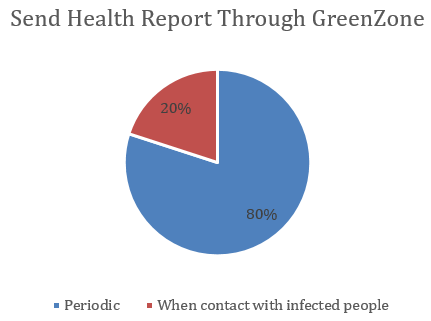 Send Health Report Through GreenZone
20%
80%
Periodic
When contact with infected people